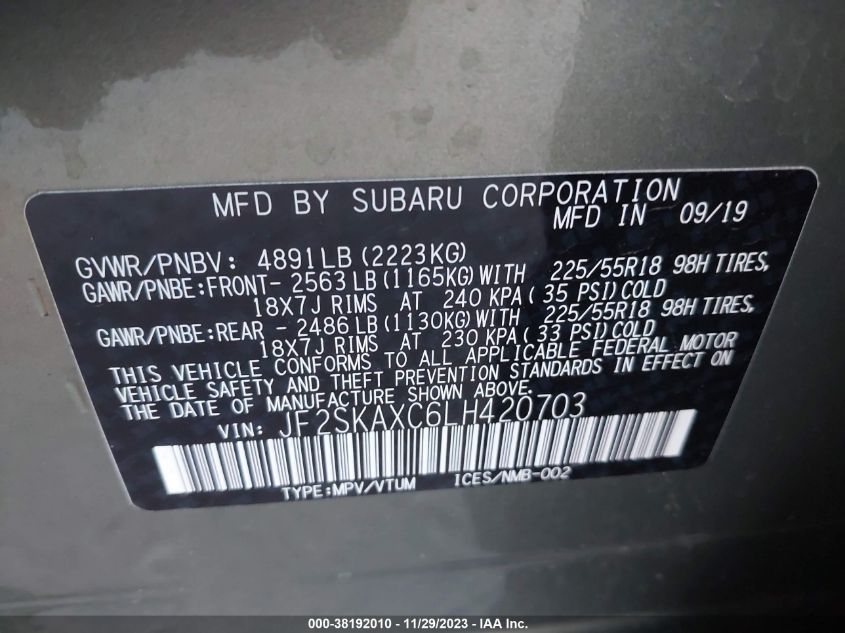 MFD BY SUBARU CORPORATION
MFD IN 09/19
GVWR/PNBV: 4891LB (2223KG)
GAWR/PNBE:FRONT- 2563 LB (1165KG) WITH 225/55R18 98H TIRES,
18X7J RIMS AT 240 KPA ( 35 PSI) COLD
GAWR/PNBE:REAR - 2486 LB (1130KG) WITH 225/55R18 98H TIRES,
18X7J RIMS AT 230 KPA ( 33 PSI) COLD
THIS VEHICLE CONFORMS TO ALL APPLICABLE FEDERAL MOTOR
VEHICLE SAFETY AND THEFT PREVENTION STANDARDS IN EFFECT ON
THE DATE OF MANUFACTURE SHOWN ABOVE.
VIN: JF2SKAXC6LH420703
TYPE:MPV/VTUM ICES/NMB-002
000-38192010 - 11/29/2023 - IAA Inc.